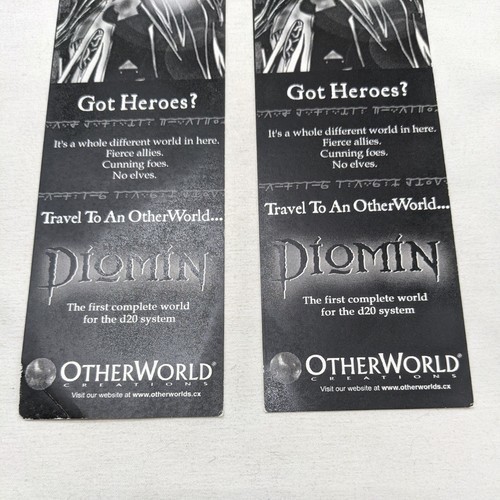 Got Heroes?
It's a whole different world in here.
Fierce allies.
Cunning foes.
No elves.
Travel To An OtherWorld...
Díomín
The first complete world
for the d20 system
OTHERWORLD®
CREATIONS
Visit our website at www.otherworlds.cx
Got Heroes?
It's a whole different world in here.
Fierce allies.
Cunning foes.
No elves.
Travel To An OtherWorld...
Díomín
The first complete world
for the d20 system
OTHERWORLD®
CREATIONS
Visit our website at www.otherworlds.cx